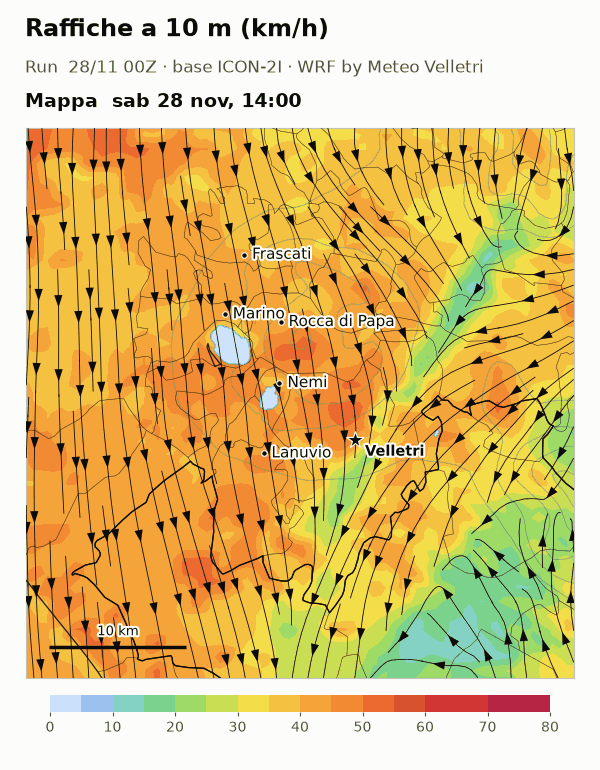 Raffiche a 10 m (km/h)
Run 28/11 00Z · base ICON-2I · WRF by Meteo Velletri
Mappa sab 28 nov, 14:00
Frascati
Marino
Rocca di Papa
Nemi
Velletri
Lanuvio
10 km
0 10 20 30 40 50 60 70 80